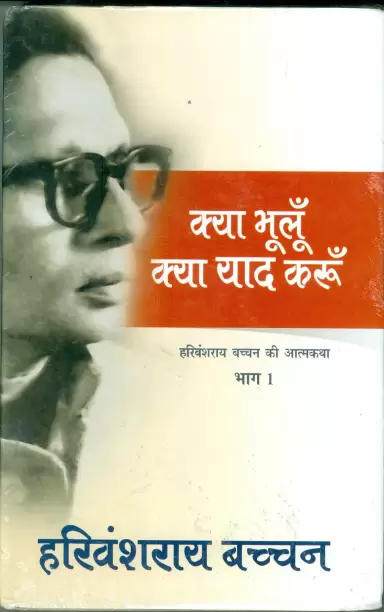 क्या भूलूँ
क्या याद करूँ
हरिवंशराय बच्चन की आत्मकथा
भाग 1
हरिवंशराय बच्चन